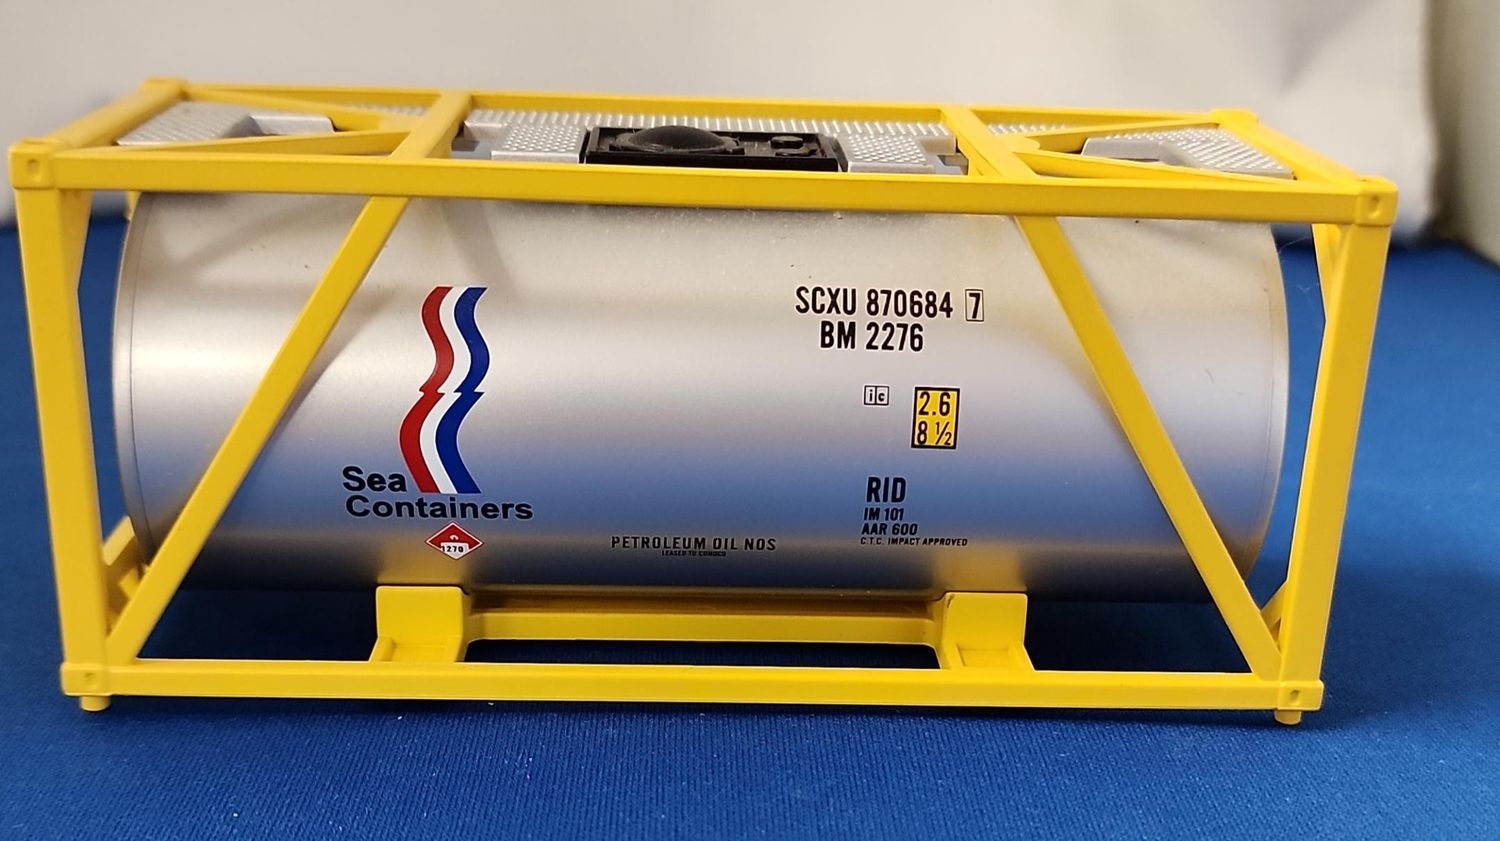 SCXU 870684 7
BM 2276
ic
2.6
8 ½
Sea
Containers
RID
IM 101
AAR 600
C.T.C. IMPACT APPROVED
1270
PETROLEUM OIL NOS
LEASED TO CONOCO